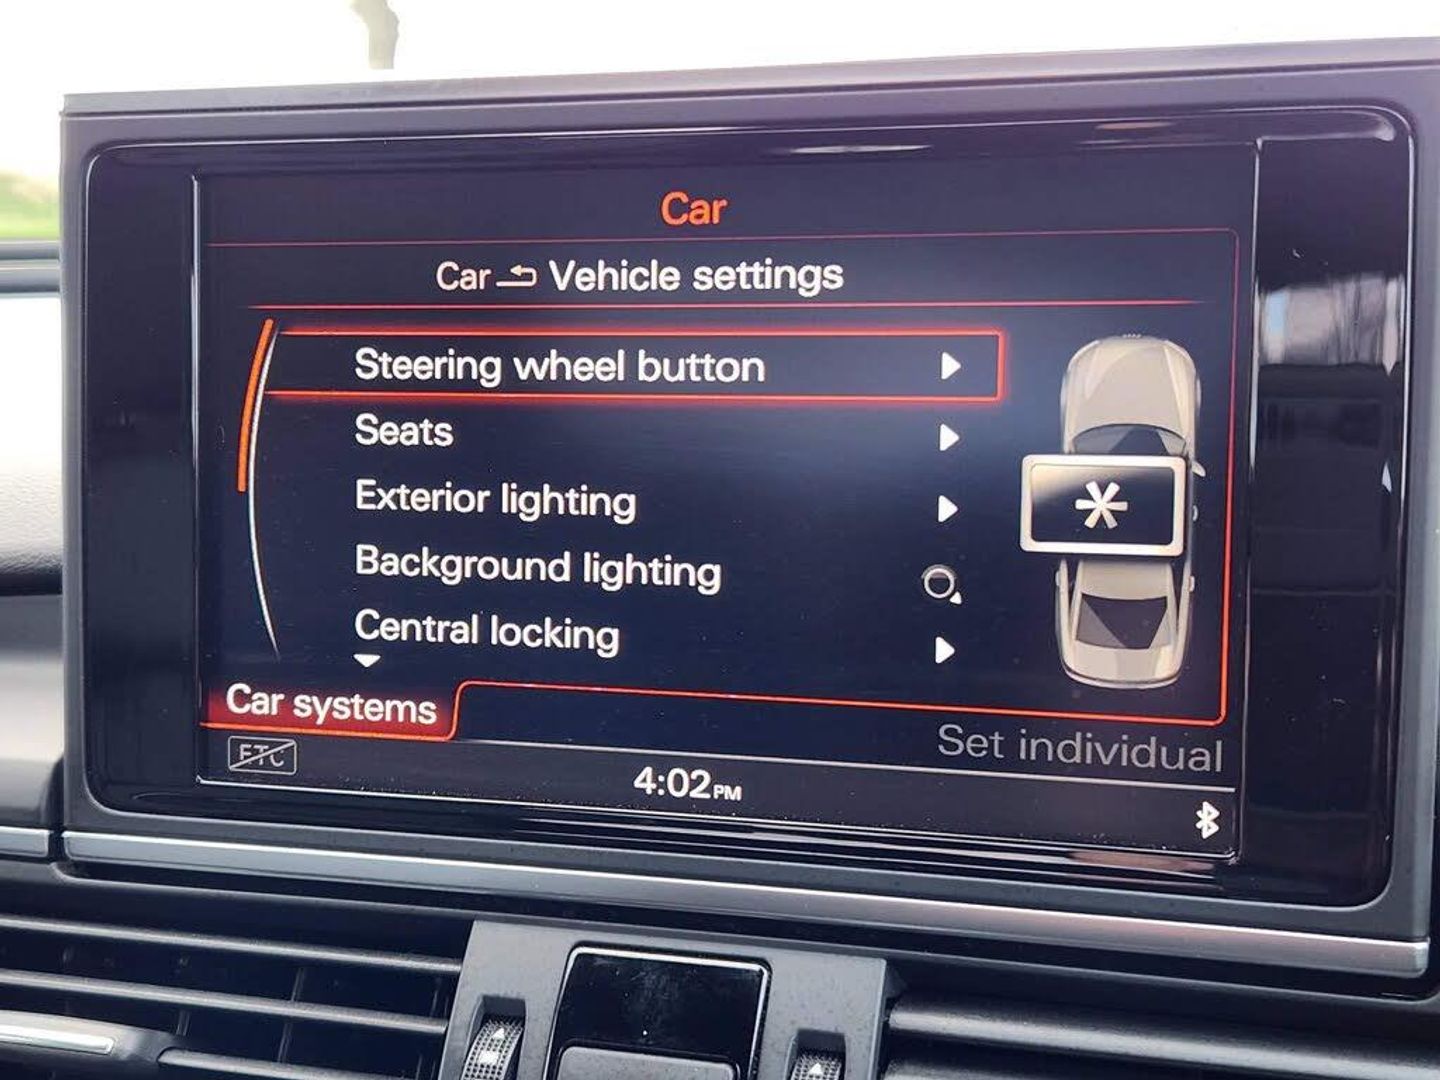 Car
Car Vehicle settings
Steering wheel button
Seats
Exterior lighting
Background lighting
Central locking
Car systems
Set individual
ETC
4:02PM